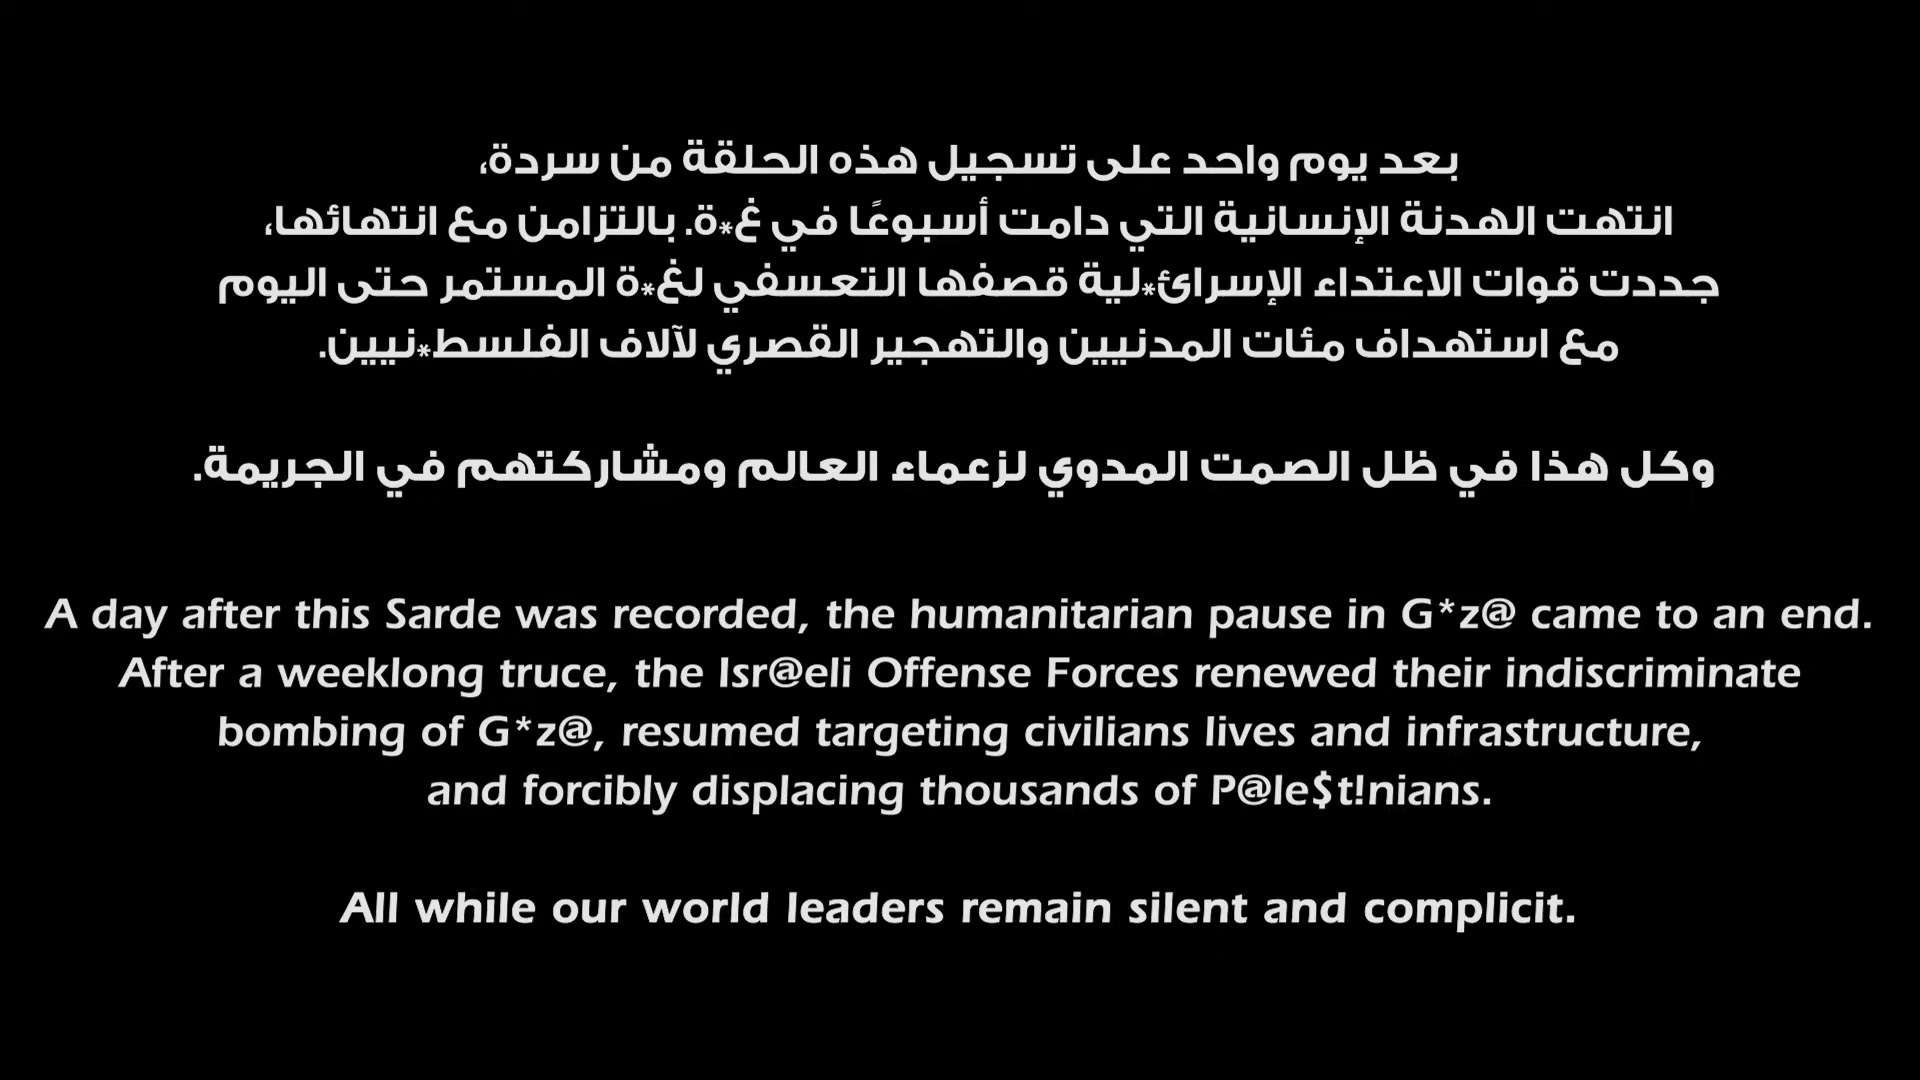 بعد يوم واحد على تسجيل هذه الحلقة من سردة،
انتهت الهدنة الإنسانية التي دامت أسبوعًا في غ*ة. بالتزامن مع انتهائها،
جددت قوات الاعتداء الإسرائ*لية قصفها التعسفي لغ*ة المستمر حتى اليوم
مع استهداف مئات المدنيين والتهجير القصري لآلاف الفلسط*نيين.
وكل هذا في ظل الصمت المدوي لزعماء العالم ومشاركتهم في الجريمة.
A day after this Sarde was recorded, the humanitarian pause in G*z@ came to an end.
After a weeklong truce, the Isr@eli Offense Forces renewed their indiscriminate
bombing of G*z@, resumed targeting civilians lives and infrastructure,
and forcibly displacing thousands of P@le$t!nians.
All while our world leaders remain silent and complicit.